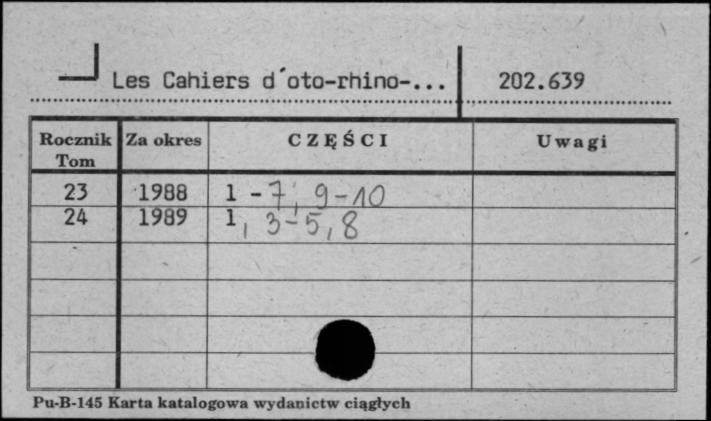 Les Cahiers d´oto-rhino-... 202.639
Rocznik Tom Za okres CZĘŚCI Uwagi
23 1988 1 - 7, 9-10
24 1989 1, 3-5, 8
Pu-B-145 Karta katalogowa wydanictw ciągłych